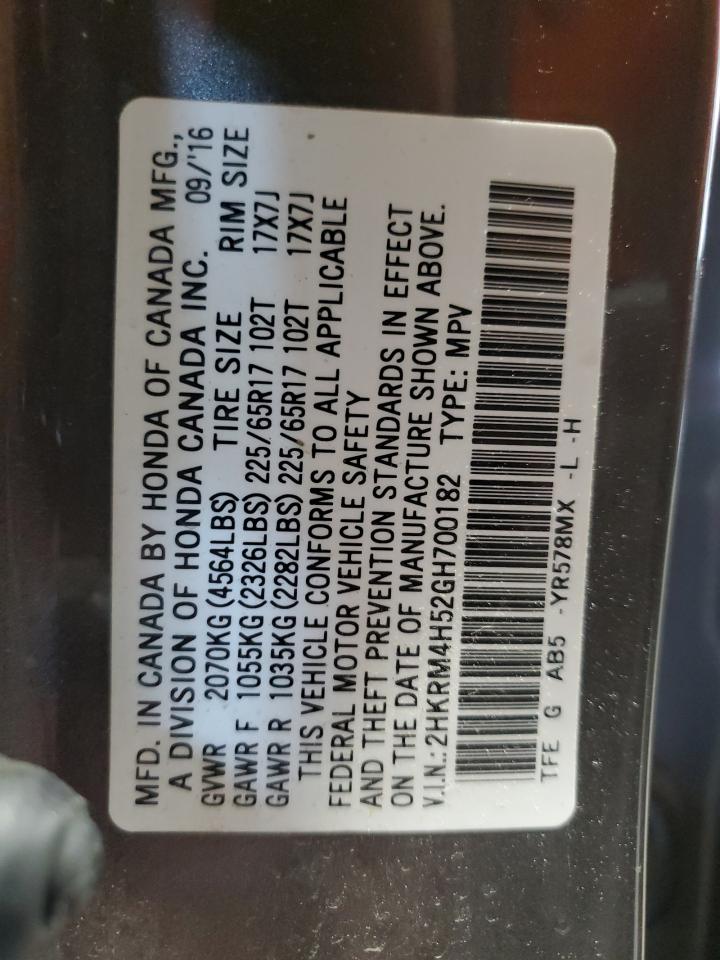 MFD. IN CANADA BY HONDA OF CANADA MFG.,
A DIVISION OF HONDA CANADA INC. 09/'16
GVWR 2070KG (4564LBS) TIRE SIZE RIM SIZE
GAWR F 1055KG (2326LBS) 225/65R17 102T 17X7J
GAWR R 1035KG (2282LBS) 225/65R17 102T 17X7J
THIS VEHICLE CONFORMS TO ALL APPLICABLE
FEDERAL MOTOR VEHICLE SAFETY
AND THEFT PREVENTION STANDARDS IN EFFECT
ON THE DATE OF MANUFACTURE SHOWN ABOVE.
V.I.N.: 2HKRM4H52GH700182 TYPE: MPV
TFE G AB5 -YR578MX -L -H